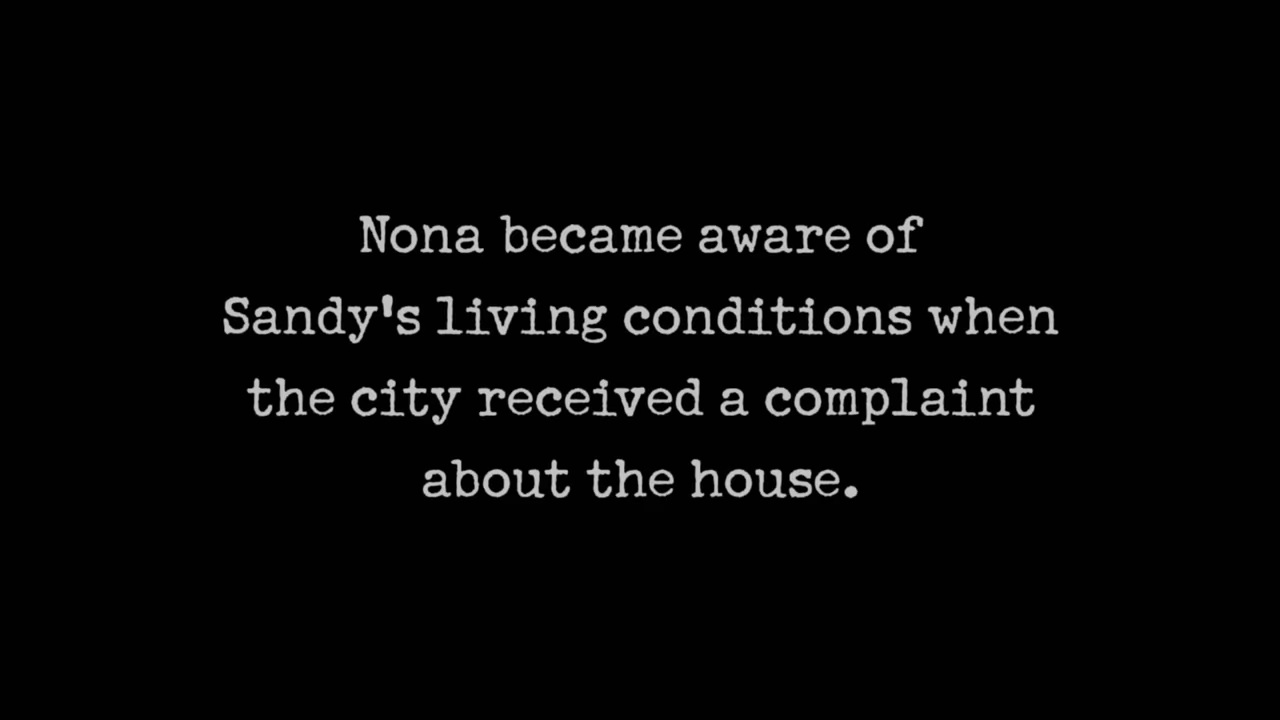 Nona became aware of
Sandy's living conditions when
the city received a complaint
about the house.